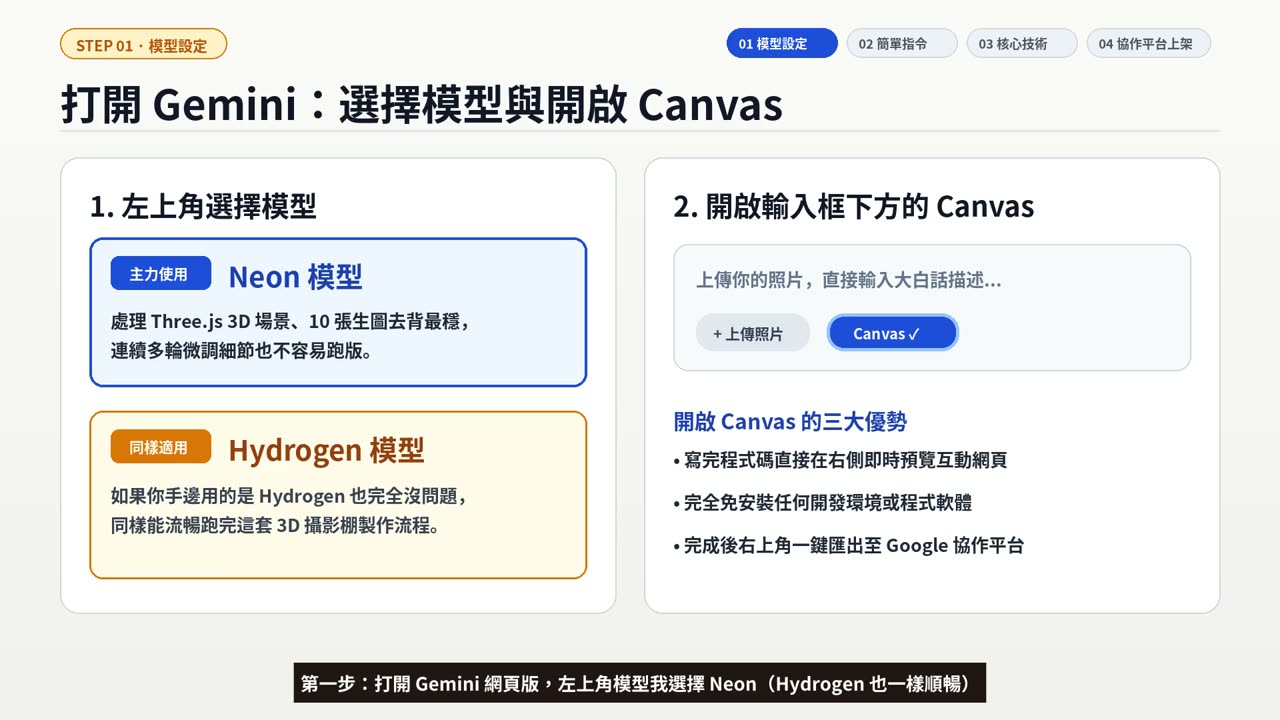 STEP 01 · 模型設定
01 模型設定
02 簡單指令
03 核心技術
04 協作平台上架
打開 Gemini：選擇模型與開啟 Canvas
1. 左上角選擇模型
主力使用
Neon 模型
處理 Three.js 3D 場景、10 張生圖去背最穩，
連續多輪微調細節也不容易跑版。
同樣適用
Hydrogen 模型
如果你手邊用的是 Hydrogen 也完全沒問題，
同樣能流暢跑完這套 3D 攝影棚製作流程。
2. 開啟輸入框下方的 Canvas
上傳你的照片，直接輸入大白話描述...
+ 上傳照片
Canvas ✓
開啟 Canvas 的三大優勢
• 寫完程式碼直接在右側即時預覽互動網頁
• 完全免安裝任何開發環境或程式軟體
• 完成後右上角一鍵匯出至 Google 協作平台
第一步：打開 Gemini 網頁版，左上角模型我選擇 Neon（Hydrogen 也一樣順暢）